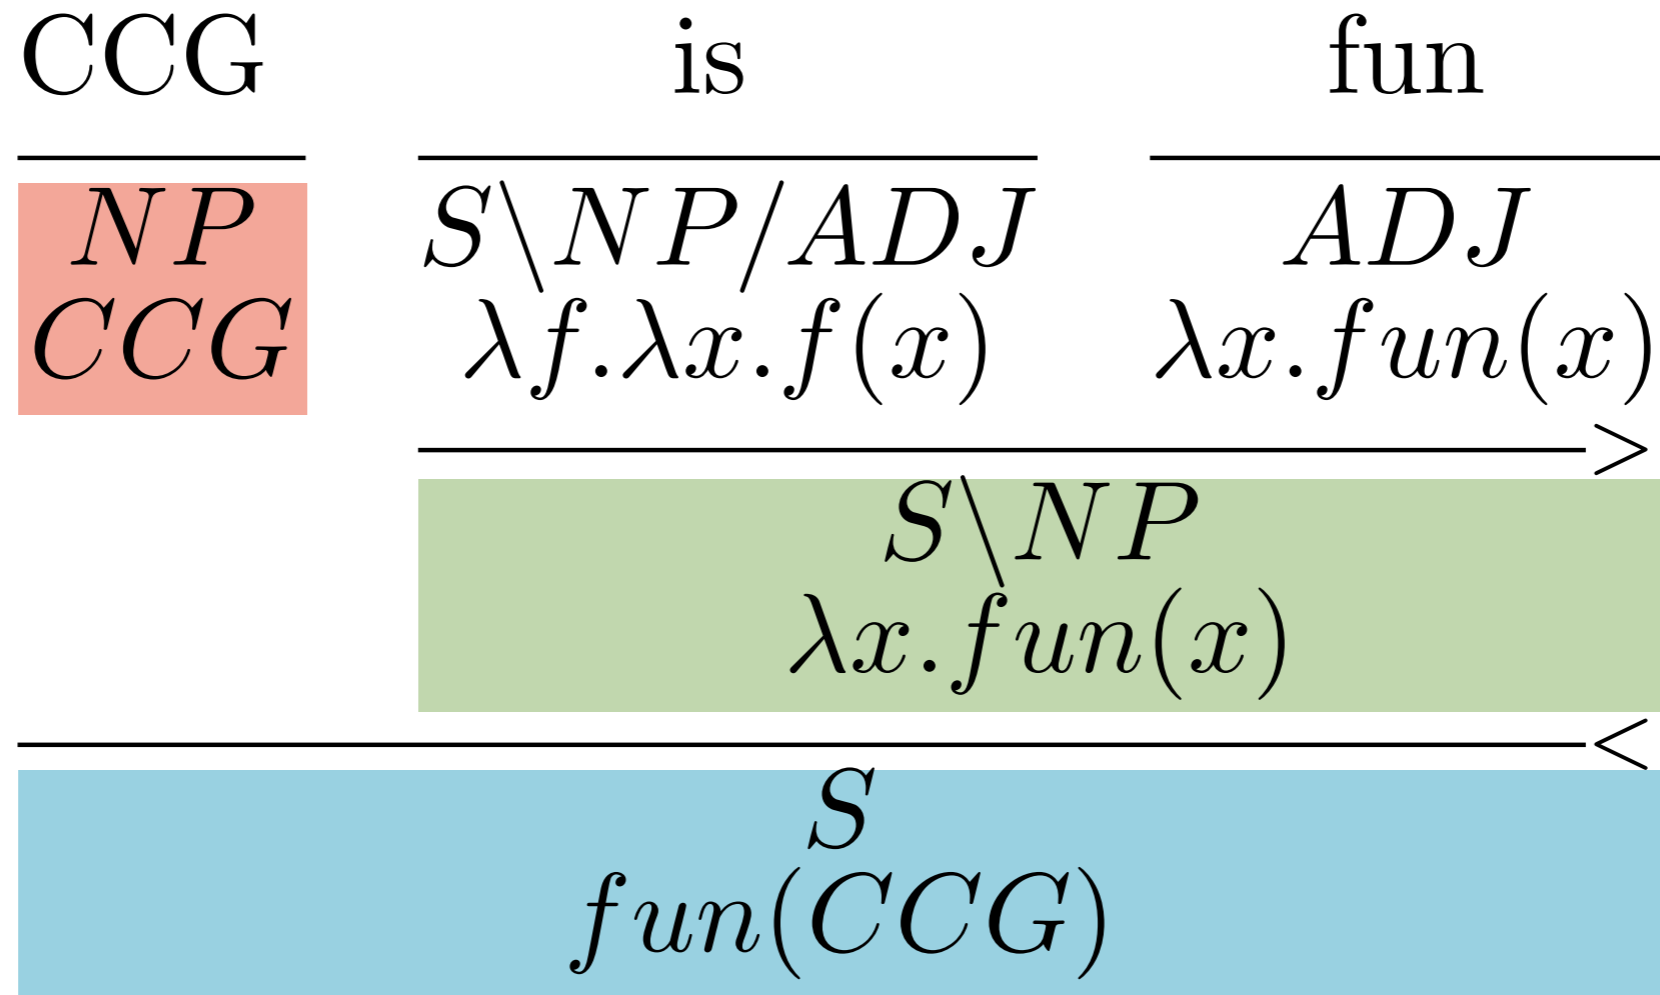 CCG is fun
NP S\NP/ADJ ADJ
CCG λf.λx.f(x) λx.fun(x)
>
S\NP
λx.fun(x)
<
S
fun(CCG)